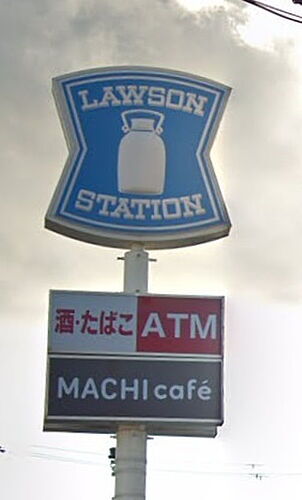 LAWSON
STATION
酒・たばこ ATM
MACHI café